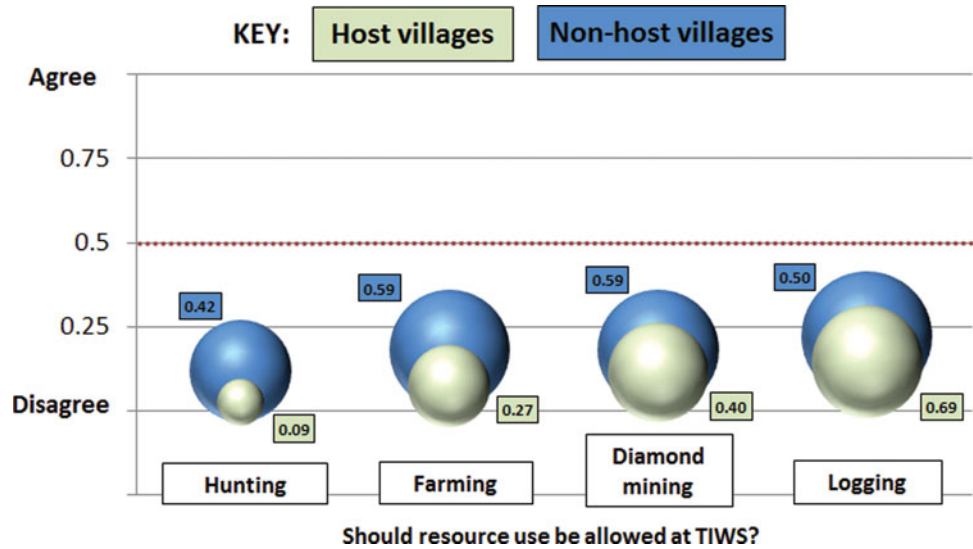 KEY: Host villages Non-host villages
Agree
0.75
0.5
0.25
Disagree
0.42
0.09
0.59
0.27
0.59
0.40
0.50
0.69
Hunting
Farming
Diamond
mining
Logging
Should resource use be allowed at TIWS?